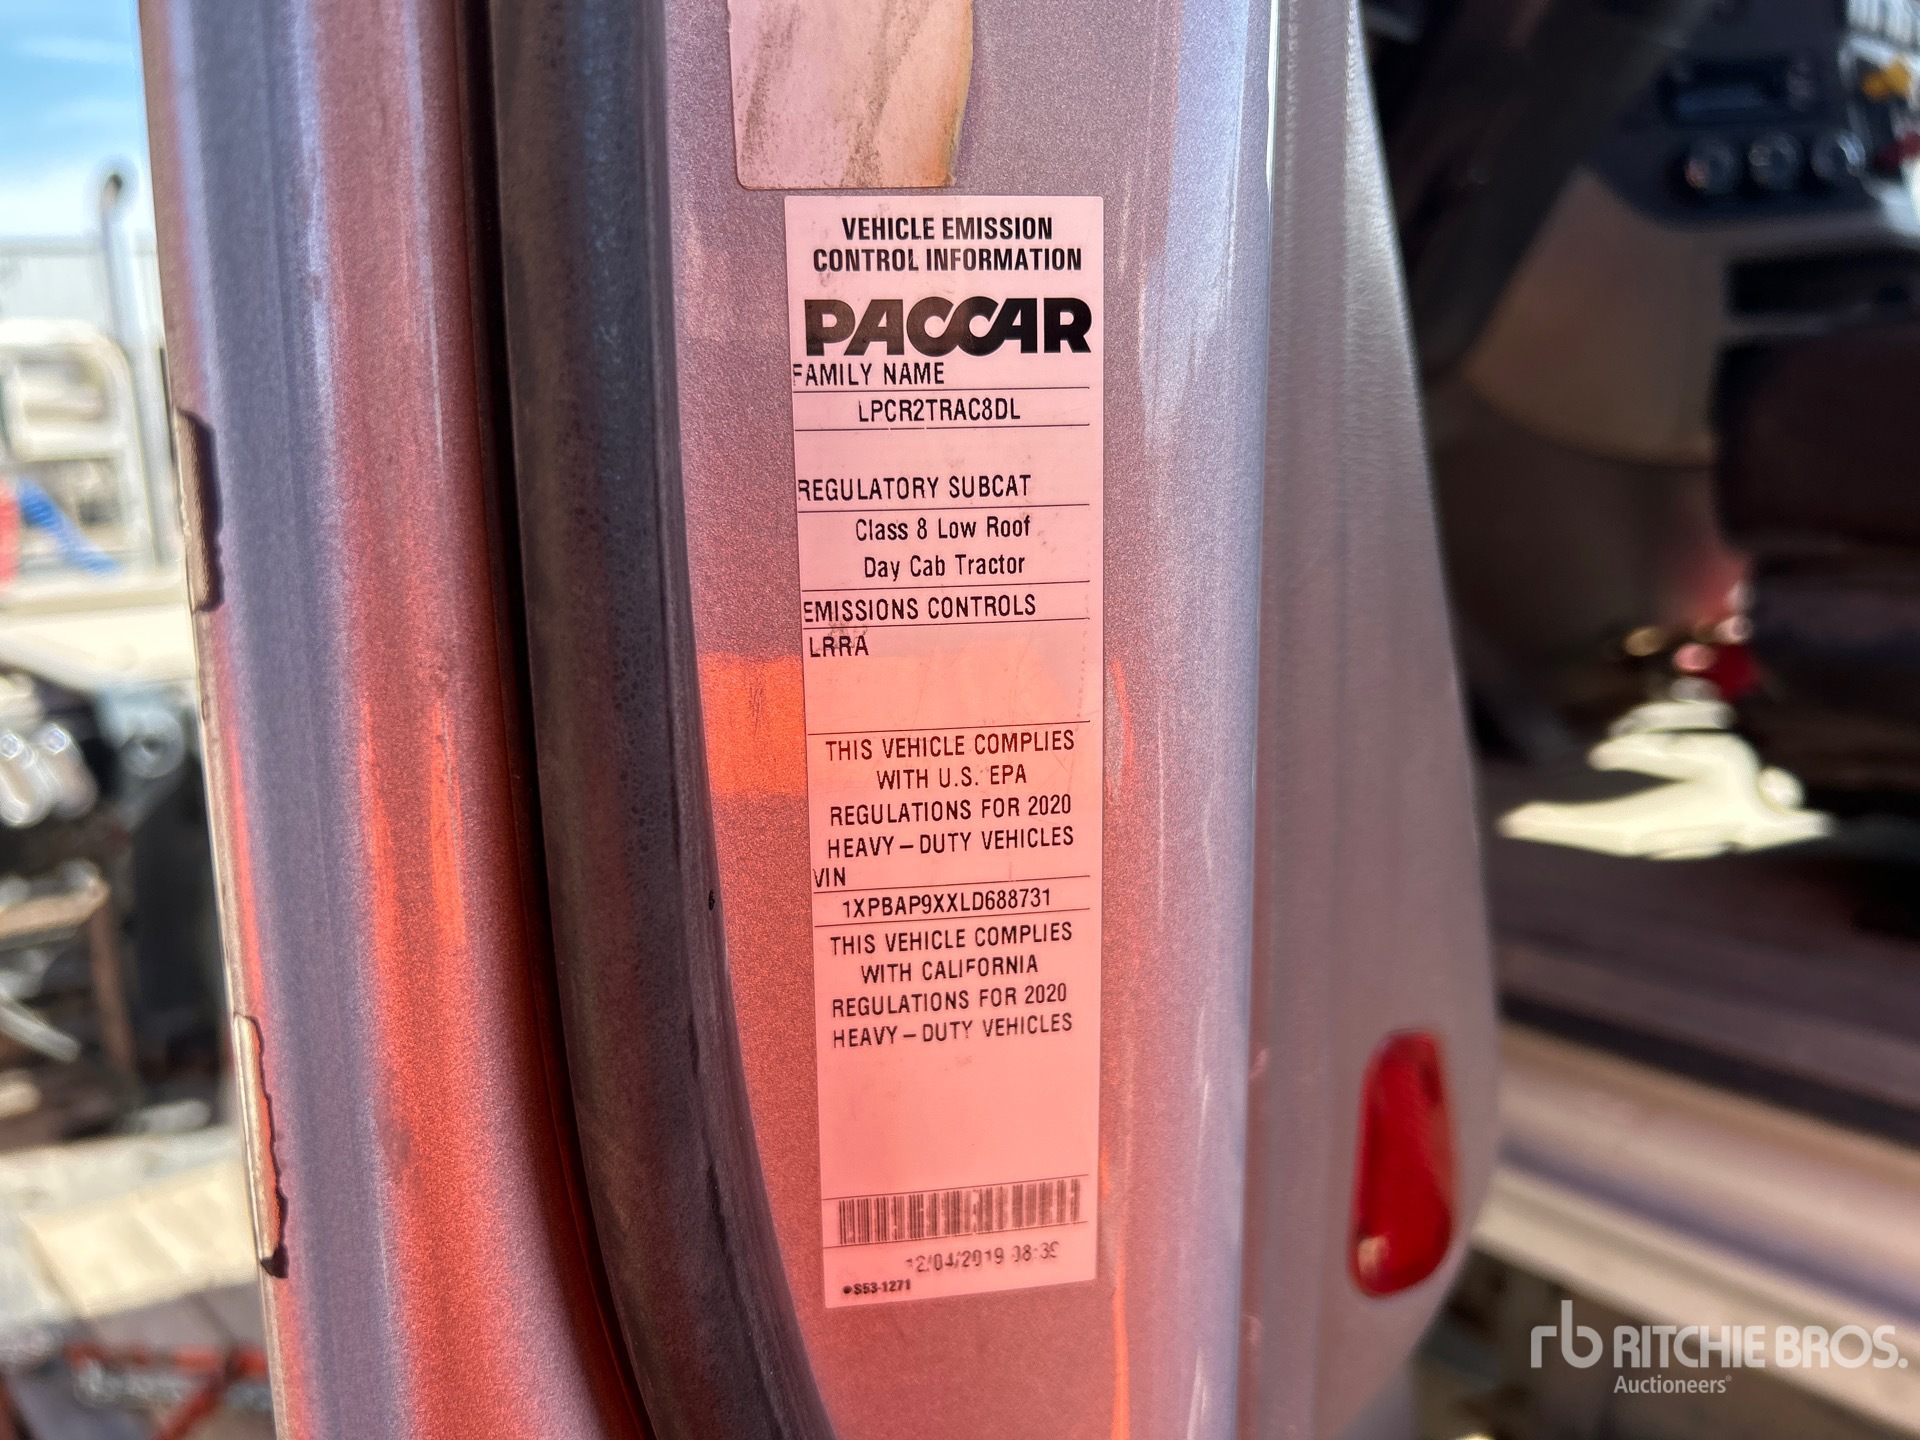 VEHICLE EMISSION
CONTROL INFORMATION
PACCAR
FAMILY NAME
LPCR2TRAC8DL
REGULATORY SUBCAT
Class 8 Low Roof
Day Cab Tractor
EMISSIONS CONTROLS
LRRA
THIS VEHICLE COMPLIES
WITH U.S. EPA
REGULATIONS FOR 2020
HEAVY-DUTY VEHICLES
VIN
1XPBAP9XXLD688731
THIS VEHICLE COMPLIES
WITH CALIFORNIA
REGULATIONS FOR 2020
HEAVY-DUTY VEHICLES
12/04/2019 08:39
S53-1271
rb RITCHIE BROS.
Auctioneers